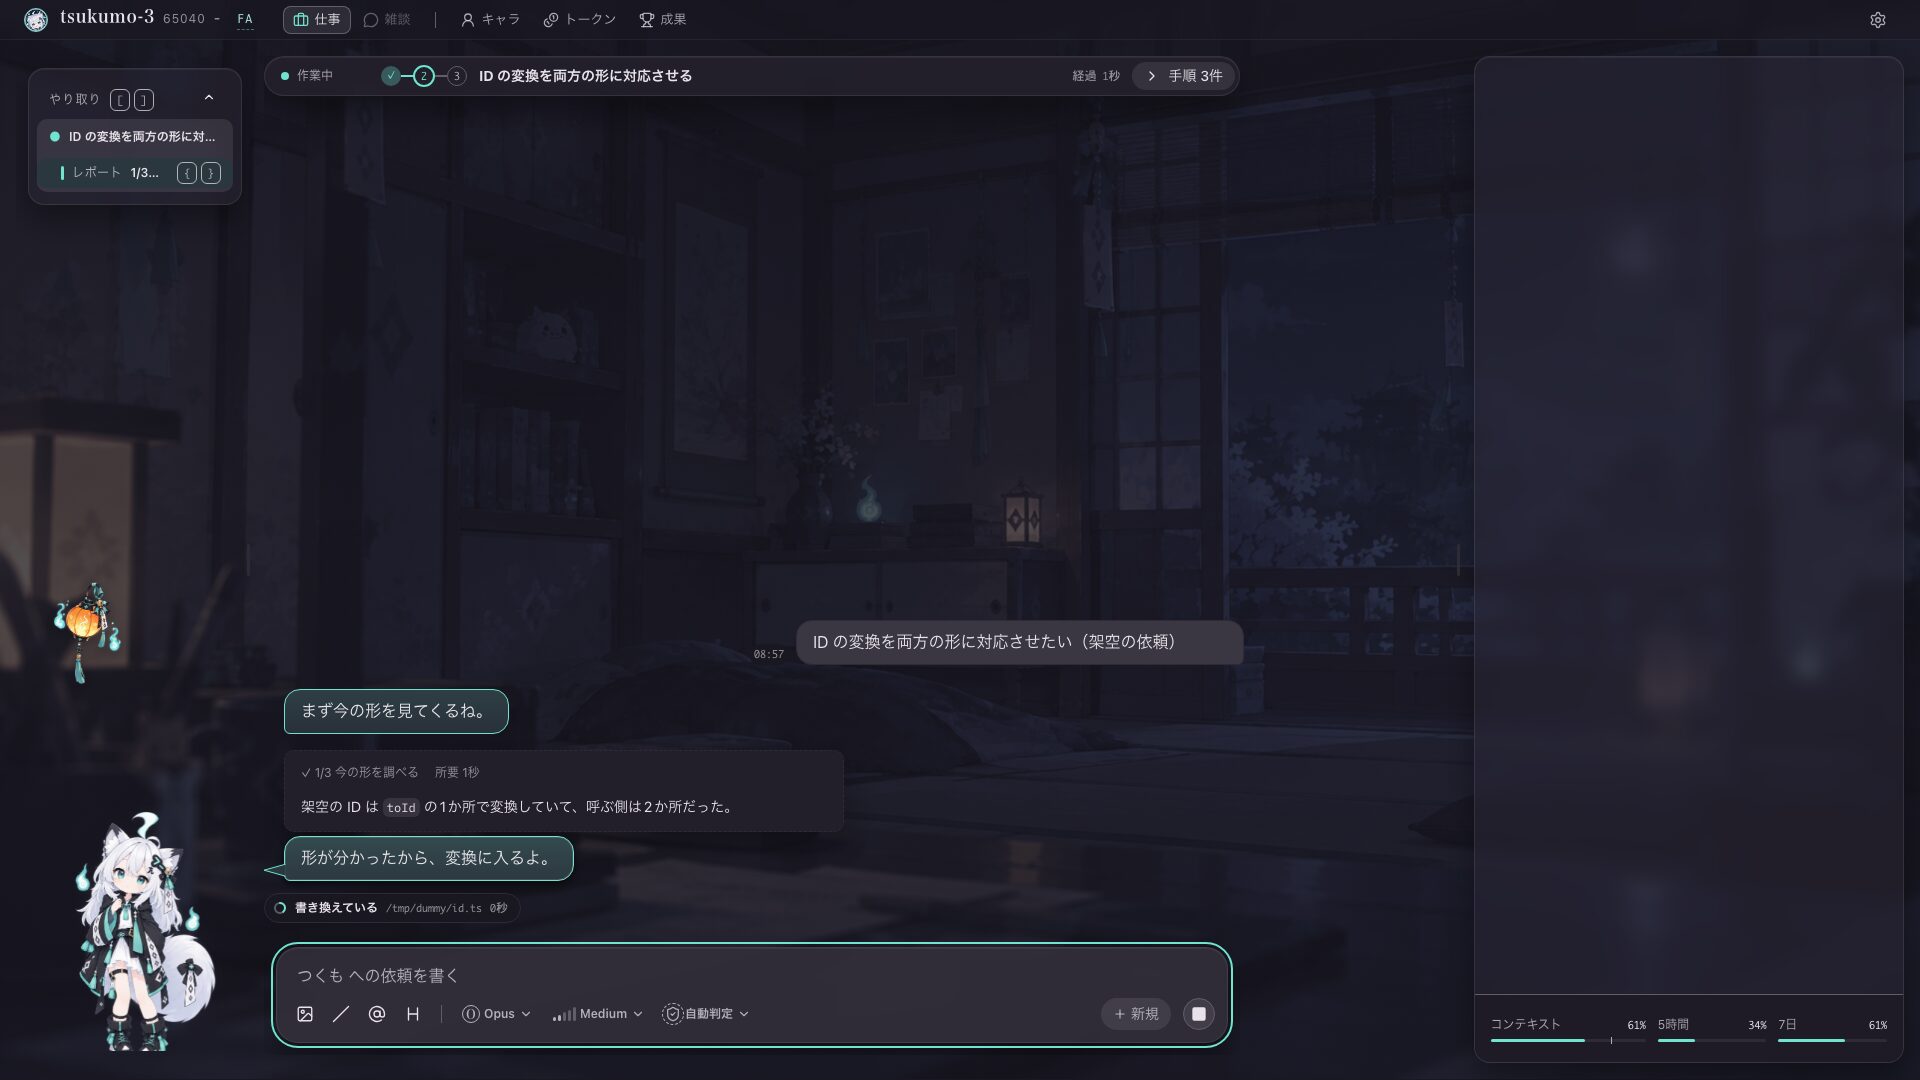 tsukumo-3 65040 - FA 仕事 雑談 キャラ トークン 成果
やり取り [ ]
ID の変換を両方の形に対...
レポート 1/3... { }
作業中 ✓ 2 3 ID の変換を両方の形に対応させる 経過 1秒 手順 3件
ID の変換を両方の形に対応させたい（架空の依頼）
08:57
まず今の形を見てくるね。
✓ 1/3 今の形を調べる 所要 1秒
架空の ID は toId の1か所で変換していて、呼ぶ側は2か所だった。
形が分かったから、変換に入るよ。
書き換えている /tmp/dummy/id.ts 0秒
つくも への依頼を書く
@ H Opus Medium 自動判定 + 新規
コンテキスト 61% 5時間 34% 7日 61%